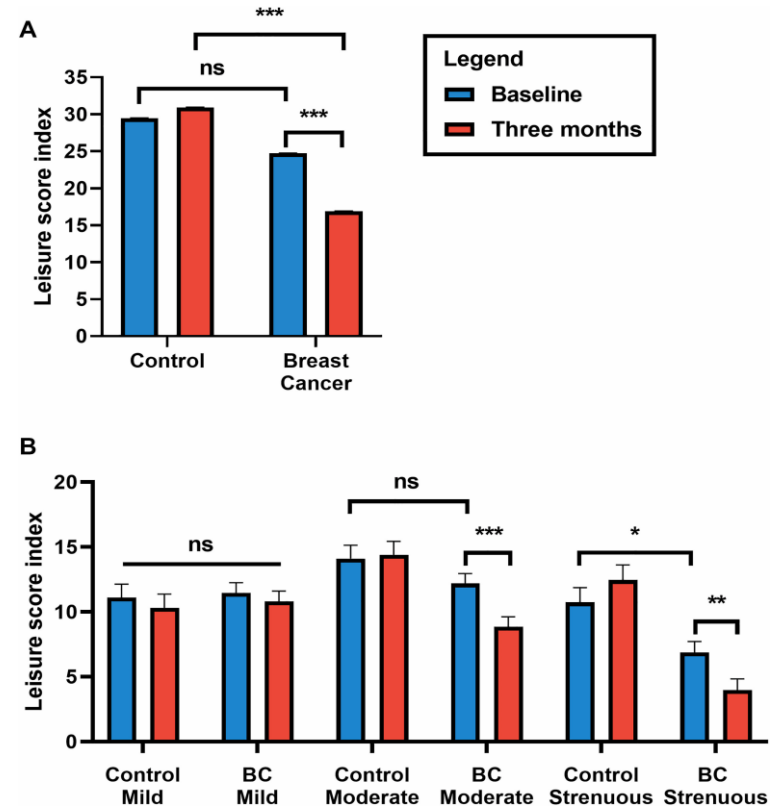 A
***
ns
***
Leisure score index
35
30
25
20
15
10
5
0
Control
Breast
Cancer
Legend
Baseline
Three months
B
Leisure score index
20
15
10
5
0
ns
ns
***
*
**
Control
Mild
BC
Mild
Control
Moderate
BC
Moderate
Control
Strenuous
BC
Strenuous